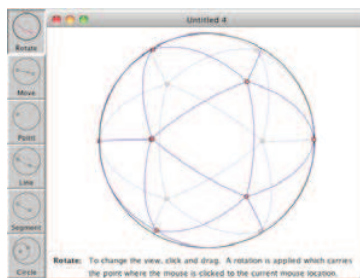 Untitled 4
Rotate
Move
Point
Line
Segment
Circle
Rotate: To change the view, click and drag. A rotation is applied which carries
the point where the mouse is clicked to the current mouse location.